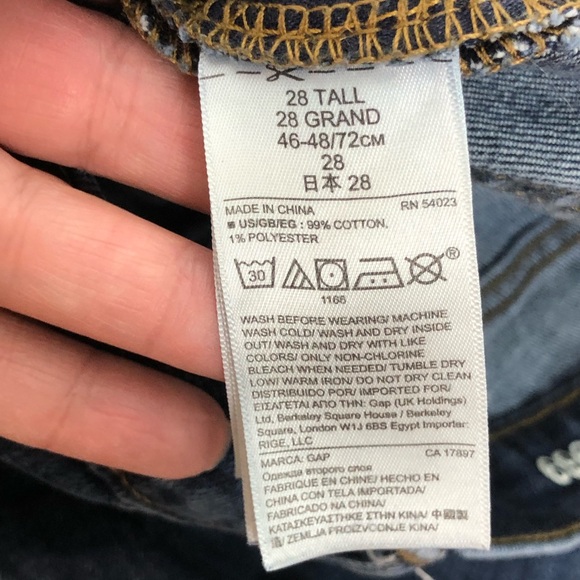 28 TALL
28 GRAND
46-48/72CM
28
日本 28
MADE IN CHINA RN 54023
■ US/GB/EG : 99% COTTON,
1% POLYESTER
30
®
1166
WASH BEFORE WEARING/ MACHINE
WASH COLD/ WASH AND DRY INSIDE
OUT/ WASH AND DRY WITH LIKE
COLORS/ ONLY NON-CHLORINE
BLEACH WHEN NEEDED/ TUMBLE DRY
LOW/ WARM IRON/ DO NOT DRY CLEAN
DISTRIBUIDO POR/ IMPORTED FOR/
ΕΙΣΑΓΕΤΑΙ ΑΠΟ ΤΗΝ: Gap (UK Holdings)
Ltd, Berkeley Square House / Berkeley
Square, London W1J 6BS Egypt Importer:
RIGE, LLC
MARCA: GAP CA 17897
Одежда второго слоя
FABRIQUE EN CHINE/ HECHO EN
CHINA CON TELA IMPORTADA/
FABRICADO NA CHINA/
ΚΑΤΑΣΚΕΥΑΣΤΗΚΕ ΣΤΗΝ ΚΙΝΑ/ 中國製
造/ ZEMLJA PROIZVODNJE KINA/